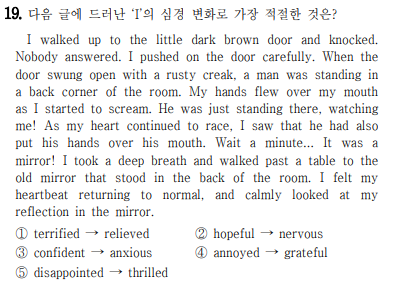 19. 다음 글에 드러난 ‘I’의 심경 변화로 가장 적절한 것은?
I walked up to the little dark brown door and knocked.
Nobody answered. I pushed on the door carefully. When the
door swung open with a rusty creak, a man was standing in
a back corner of the room. My hands flew over my mouth
as I started to scream. He was just standing there, watching
me! As my heart continued to race, I saw that he had also
put his hands over his mouth. Wait a minute... It was a
mirror! I took a deep breath and walked past a table to the
old mirror that stood in the back of the room. I felt my
heartbeat returning to normal, and calmly looked at my
reflection in the mirror.
① terrified → relieved ② hopeful → nervous
③ confident → anxious ④ annoyed → grateful
⑤ disappointed → thrilled